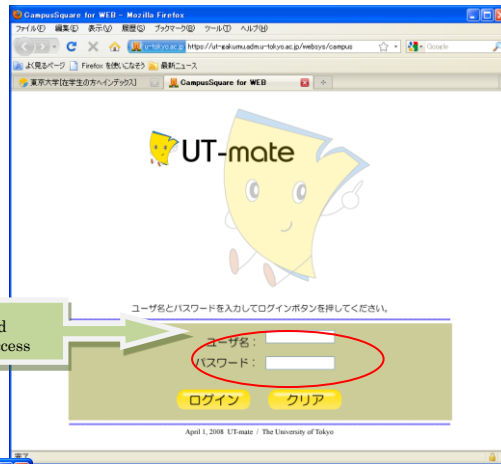 CampusSquare for WEB - Mozilla Firefox
ファイル(F) 編集(E) 表示(V) 履歴(S) ブックマーク(B) ツール(T) ヘルプ(H)
u-tokyo.ac.jp https://ut-gakumu.adm.u-tokyo.ac.jp/websys/campus Google
よく見るページ Firefox を使いこなそう 最新ニュース
東京大学[在学生の方へインデックス] CampusSquare for WEB
UT-mate
ユーザ名とパスワードを入力してログインボタンを押してください。
ユーザ名：
パスワード：
ログイン クリア
April 1, 2008 UT-mate / The University of Tokyo
完了